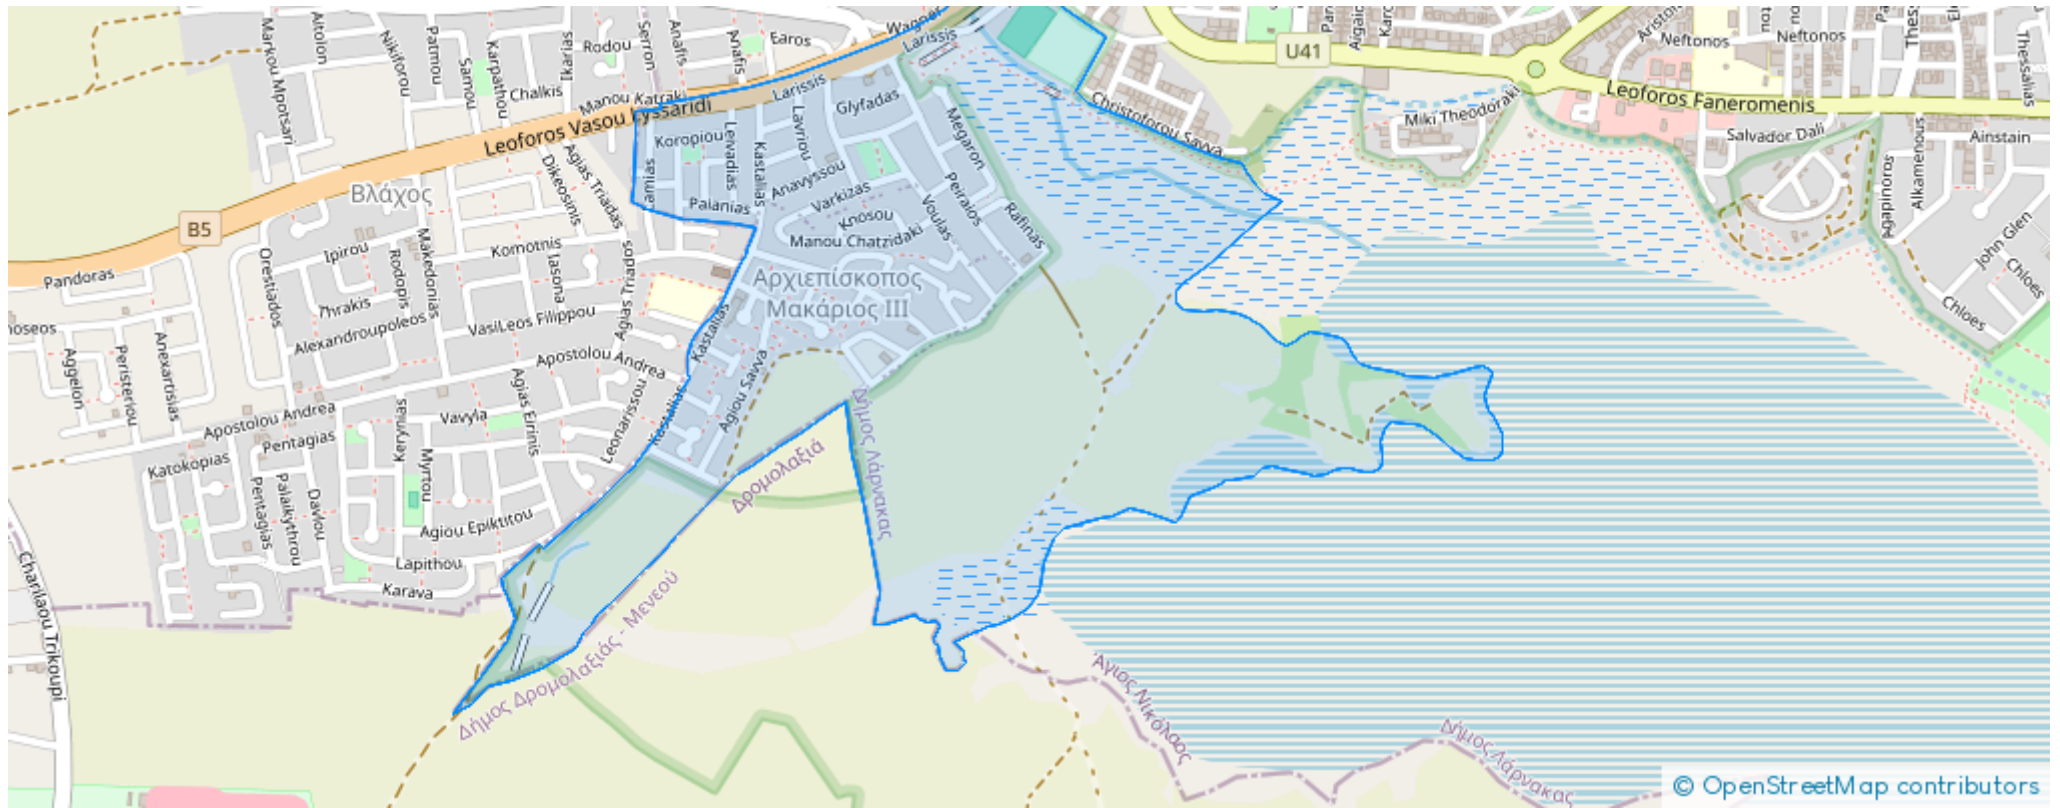 Markou Mpotsari
Aitolon
Nikiforou
Patmou
Samou
Karpathou
Chalkis
Ikarias
Rodou
Serron
Anafis
Anafis
Earos
Wagner
Larissis
U41
Neftonos
Neftonos
Thessalias
Manou Katraki
Larissis
Glyfadas
Leoforos Vasou Lyssaridi
Koropiou
Levadias
Kastalias
Lavriou
Anavyssou
Megaron
Christoforou Savva
Miki Theodoraki
Leoforos Faneromenis
Salvador Dali
Ainstain
Alkamenous
Agapinoros
Βλάχος
B5
Dikeosinis
Agias Triadas
Palanias
Varkizas
Knosou
Voulas
Peiraios
Rafinas
Manou Chatzidaki
John Glen
Chloes
Chloes
Pandoras
Orestiados
Ipirou
Rodopis
Makedonias
Komotnis
Iasona
Agias Triados
Αρχιεπίσκοπος
Μακάριος III
Thrakis
Alexandroupoleos
VasiLeos Filippou
Kastalias
Aggelon
Peristeriou
Anexartisias
Apostolou Andrea
Apostolou Andrea
Agiou Savva
Kastalias
Leonarissou
Agias Eirinis
Vavyla
Keryneias
Myrtou
Pentagias
Katokopias
Pentagias
Palaikythrou
Davlou
Agiou Epiktitou
Lapithou
Karava
Δρομολαξιά
Δήμος Λάρνακας
Δήμος Δρομολαξιάς - Μενεού
Charilaou Trikoupi
Άγιος Νικόλαος
Δήμος Λάρνακας
© OpenStreetMap contributors